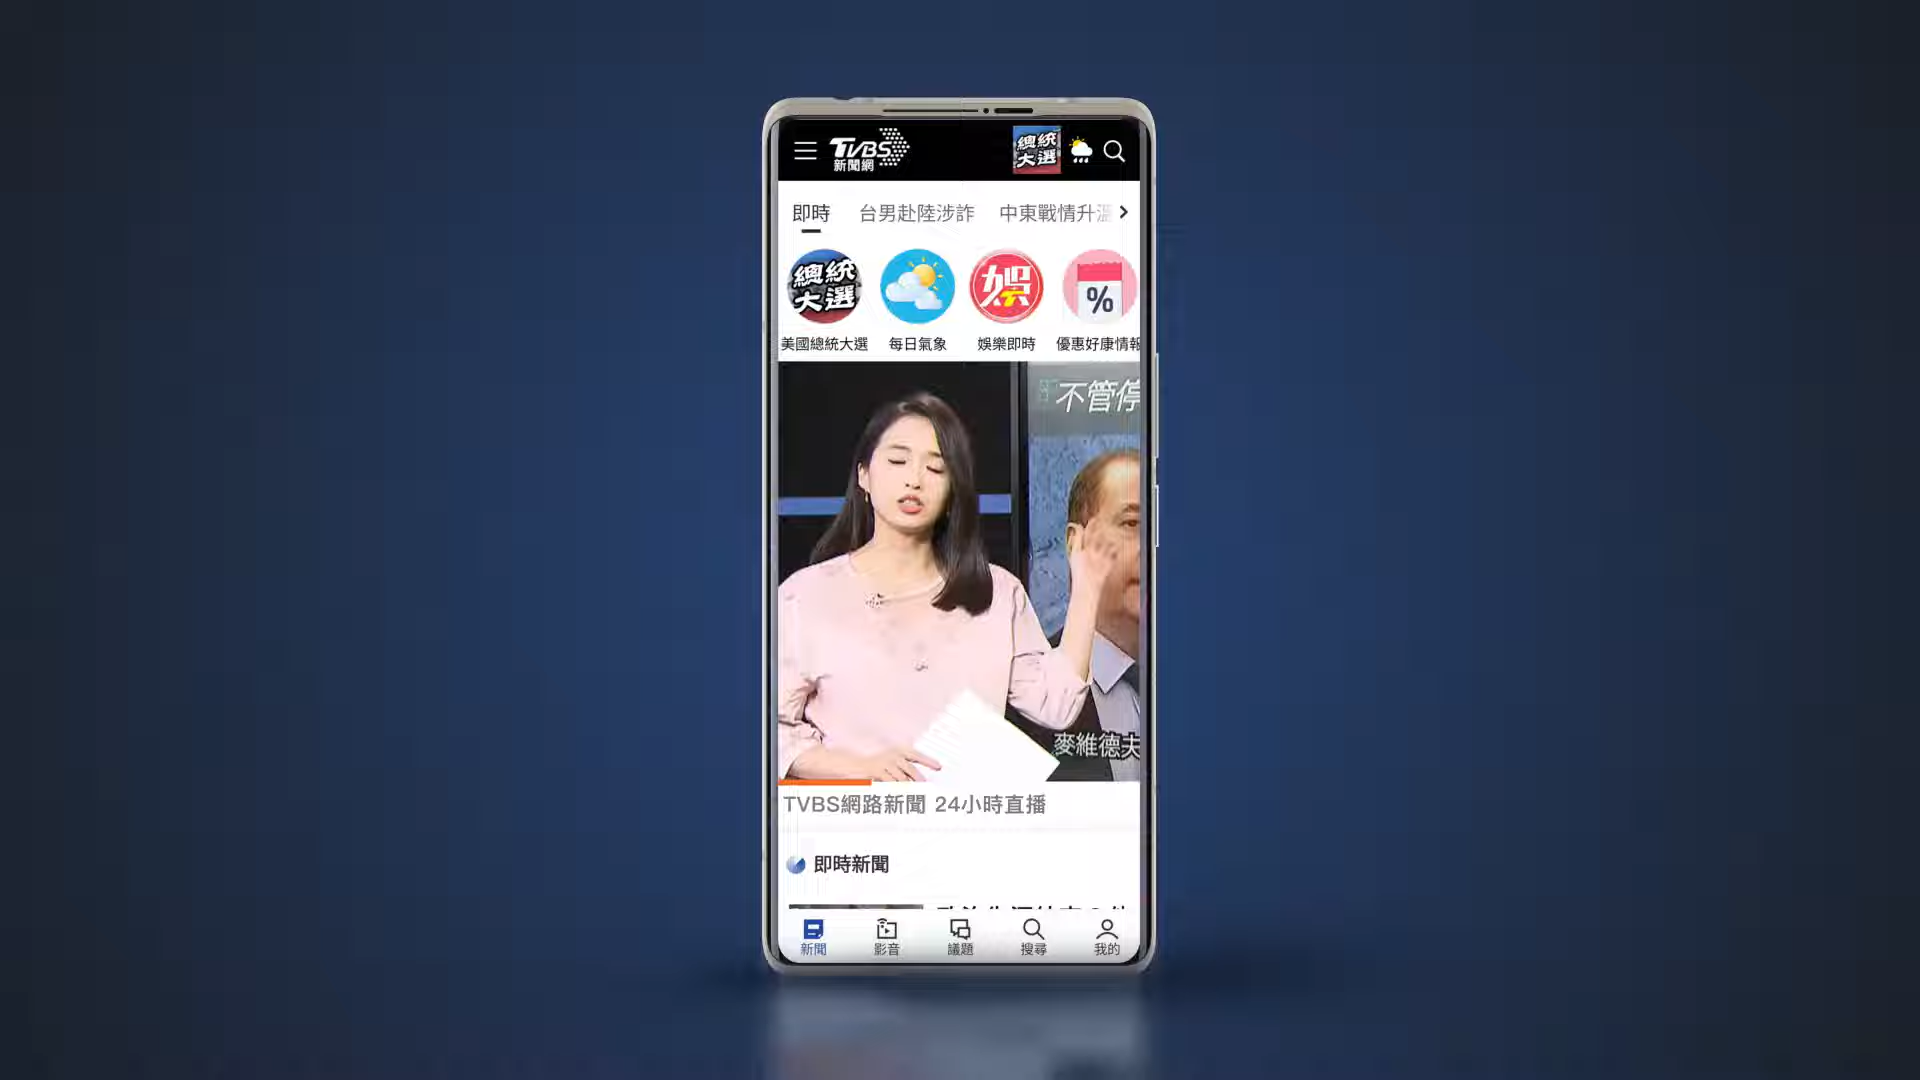 TVBS
新聞網
總統
大選
即時 台男赴陸涉詐 中東戰情升溫
總統
大選
娛
%
美國總統大選 每日氣象 娛樂即時 優惠好康情報
不管停
麥維德夫
TVBS網路新聞 24小時直播
即時新聞
新聞 影音 議題 搜尋 我的